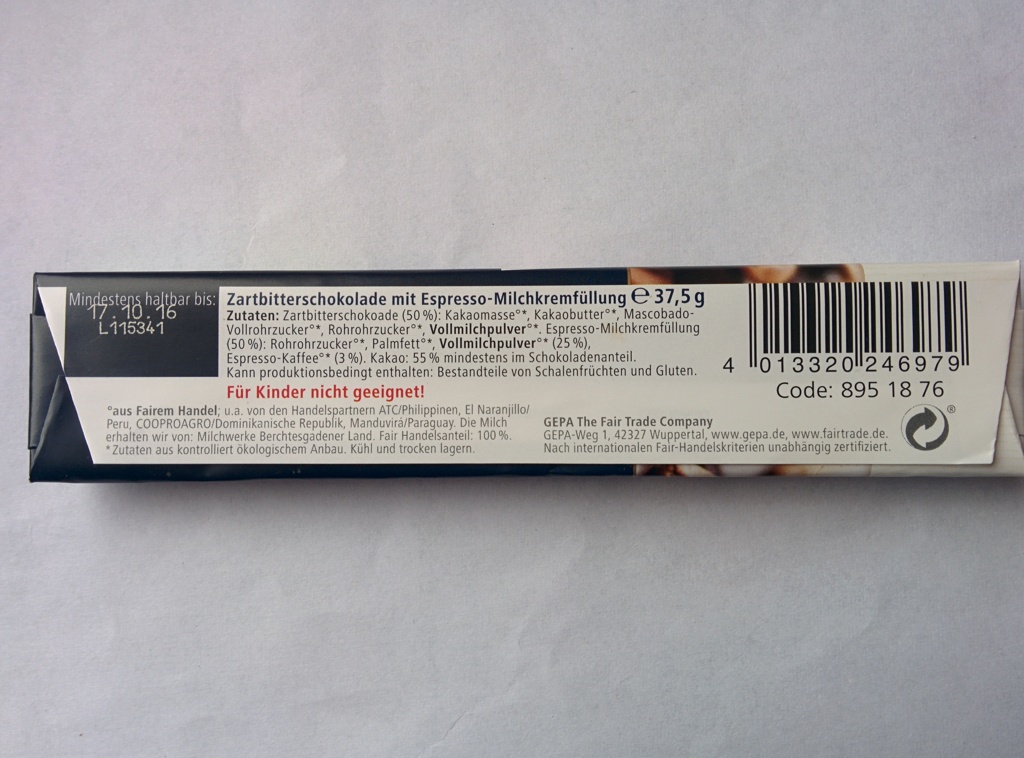 Mindestens haltbar bis:
17.10.16
L115341
Zartbitterschokolade mit Espresso-Milchkremfüllung ℮ 37,5 g
Zutaten: Zartbitterschokolade (50 %): Kakaomasse°*, Kakaobutter°*, Mascobado-
Vollrohrzucker°*, Rohrohrzucker°*, Vollmilchpulver°*. Espresso-Milchkremfüllung
(50 %): Rohrohrzucker°*, Palmfett°*, Vollmilchpulver°* (25 %),
Espresso-Kaffee°* (3 %). Kakao: 55 % mindestens im Schokoladenanteil.
Kann produktionsbedingt enthalten: Bestandteile von Schalenfrüchten und Gluten.
Für Kinder nicht geeignet!
°aus Fairem Handel; u.a. von den Handelspartnern ATC/Philippinen, El Naranjillo/
Peru, COOPROAGRO/Dominikanische Republik, Manduvirá/Paraguay. Die Milch
erhalten wir von: Milchwerke Berchtesgadener Land. Fair Handelsanteil: 100 %.
*Zutaten aus kontrolliert ökologischem Anbau. Kühl und trocken lagern.
GEPA The Fair Trade Company
GEPA-Weg 1, 42327 Wuppertal, www.gepa.de, www.fairtrade.de.
Nach internationalen Fair-Handelskriterien unabhängig zertifiziert.
4 013320 246979
Code: 895 18 76
®